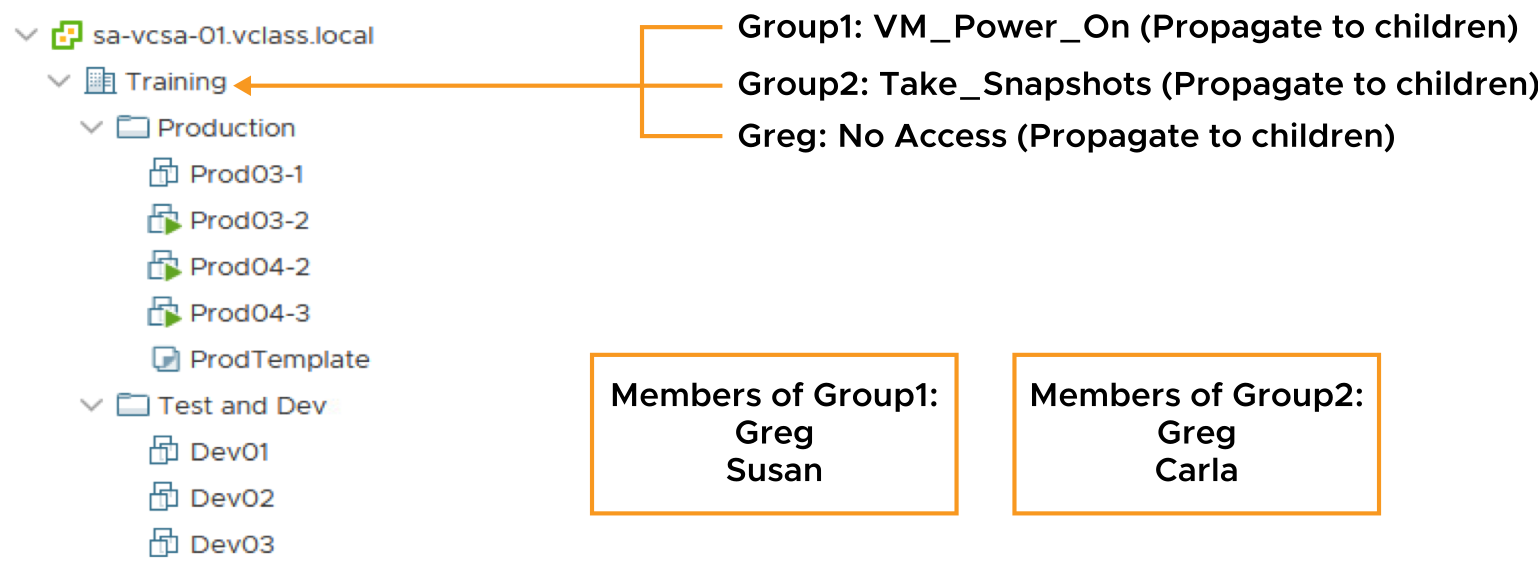 sa-vcsa-01.vclass.local
Training
Production
Prod03-1
Prod03-2
Prod04-2
Prod04-3
ProdTemplate
Test and Dev
Dev01
Dev02
Dev03
Group1: VM_Power_On (Propagate to children)
Group2: Take_Snapshots (Propagate to children)
Greg: No Access (Propagate to children)
Members of Group1:
Greg
Susan
Members of Group2:
Greg
Carla